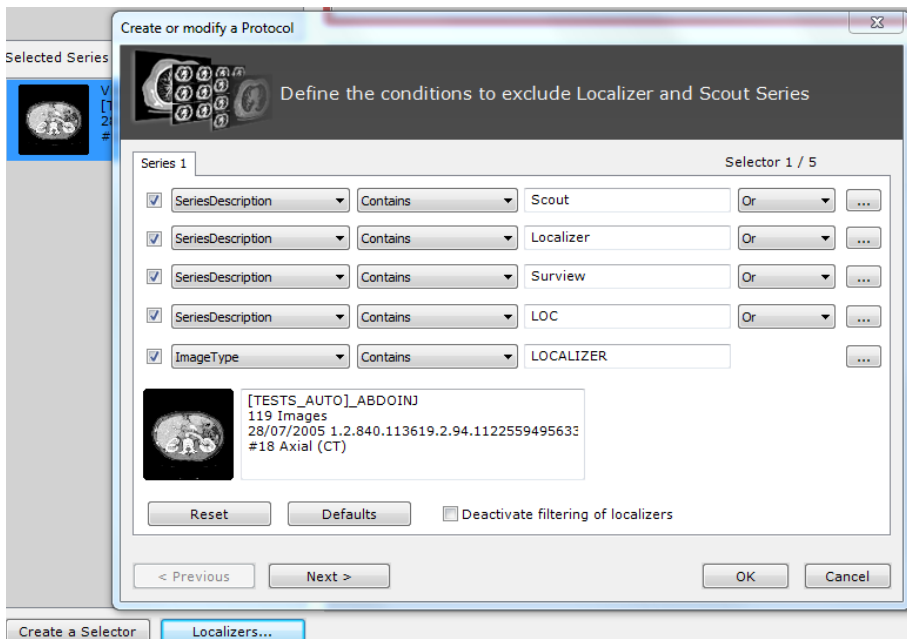 Create or modify a Protocol
Selected Series
Define the conditions to exclude Localizer and Scout Series
Series 1
Selector 1 / 5
SeriesDescription Contains Scout Or ...
SeriesDescription Contains Localizer Or ...
SeriesDescription Contains Surview Or ...
SeriesDescription Contains LOC Or ...
ImageType Contains LOCALIZER ...
[TESTS_AUTO]_ABDOINJ
119 Images
28/07/2005 1.2.840.113619.2.94.1122559495633
#18 Axial (CT)
Reset Defaults Deactivate filtering of localizers
< Previous Next > OK Cancel
Create a Selector Localizers...